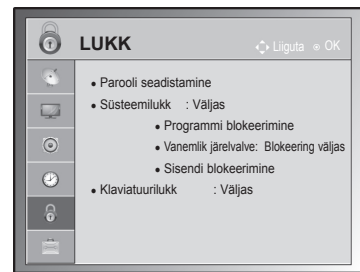 LUKK
Liiguta OK
• Parooli seadistamine
• Süsteemilukk : Väljas
• Programmi blokeerimine
• Vanemlik järelvalve: Blokeering väljas
• Sisendi blokeerimine
• Klaviatuurilukk : Väljas